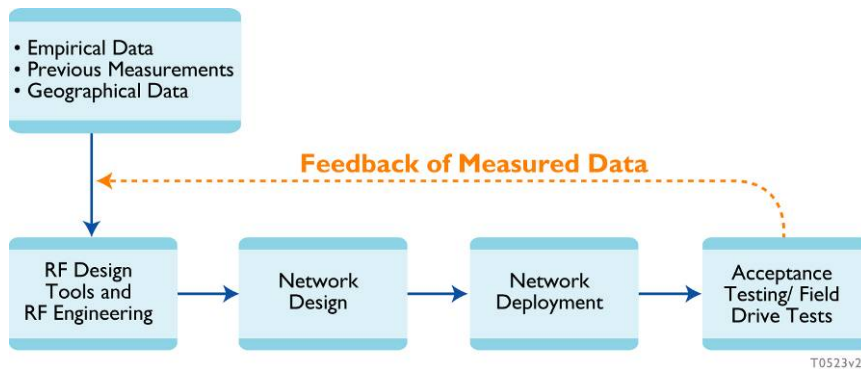 • Empirical Data
• Previous Measurements
• Geographical Data
Feedback of Measured Data
RF Design
Tools and
RF Engineering
Network
Design
Network
Deployment
Acceptance
Testing/ Field
Drive Tests
T0523v2